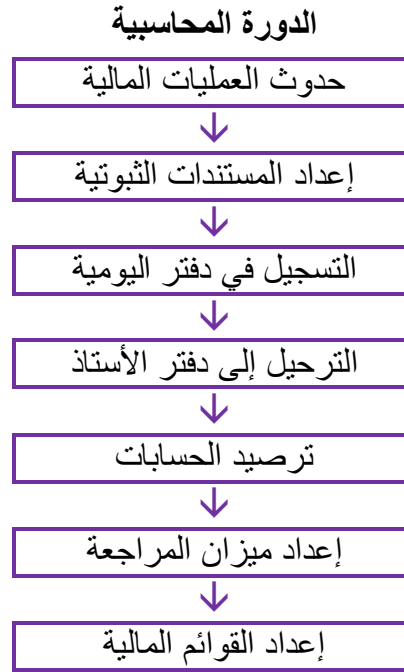 الدورة المحاسبية
حدوث العمليات المالية
إعداد المستندات الثبوتية
التسجيل في دفتر اليومية
الترحيل إلى دفتر الأستاذ
ترصيد الحسابات
إعداد ميزان المراجعة
إعداد القوائم المالية